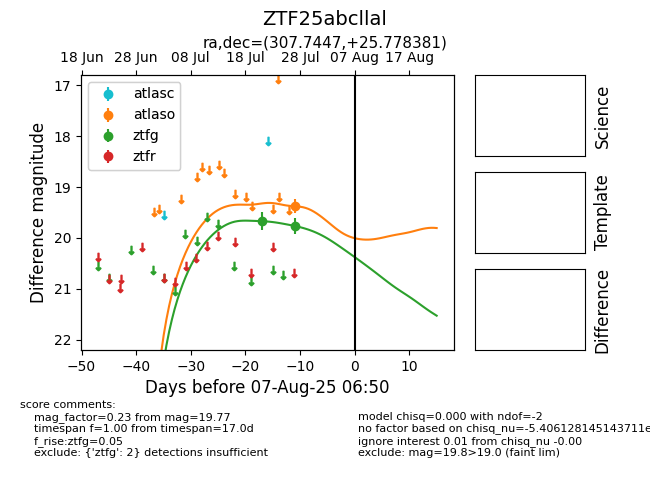 ZTF25abcllal
ra,dec=(307.7447,+25.778381)
18 Jun 28 Jun 08 Jul 18 Jul 28 Jul 07 Aug 17 Aug
17
18
19
20
21
22
Difference magnitude
atlasc
atlaso
ztfg
ztfr
−50 −40 −30 −20 −10 0 10
Days before 07-Aug-25 06:50
Science
Template
Difference
score comments:
mag_factor=0.23 from mag=19.77
timespan f=1.00 from timespan=17.0d
f_rise:ztfg=0.05
exclude: {'ztfg': 2} detections insufficient
model chisq=0.000 with ndof=-2
no factor based on chisq_nu=-5.406128145143711e
ignore interest 0.01 from chisq_nu -0.00
exclude: mag=19.8>19.0 (faint lim)